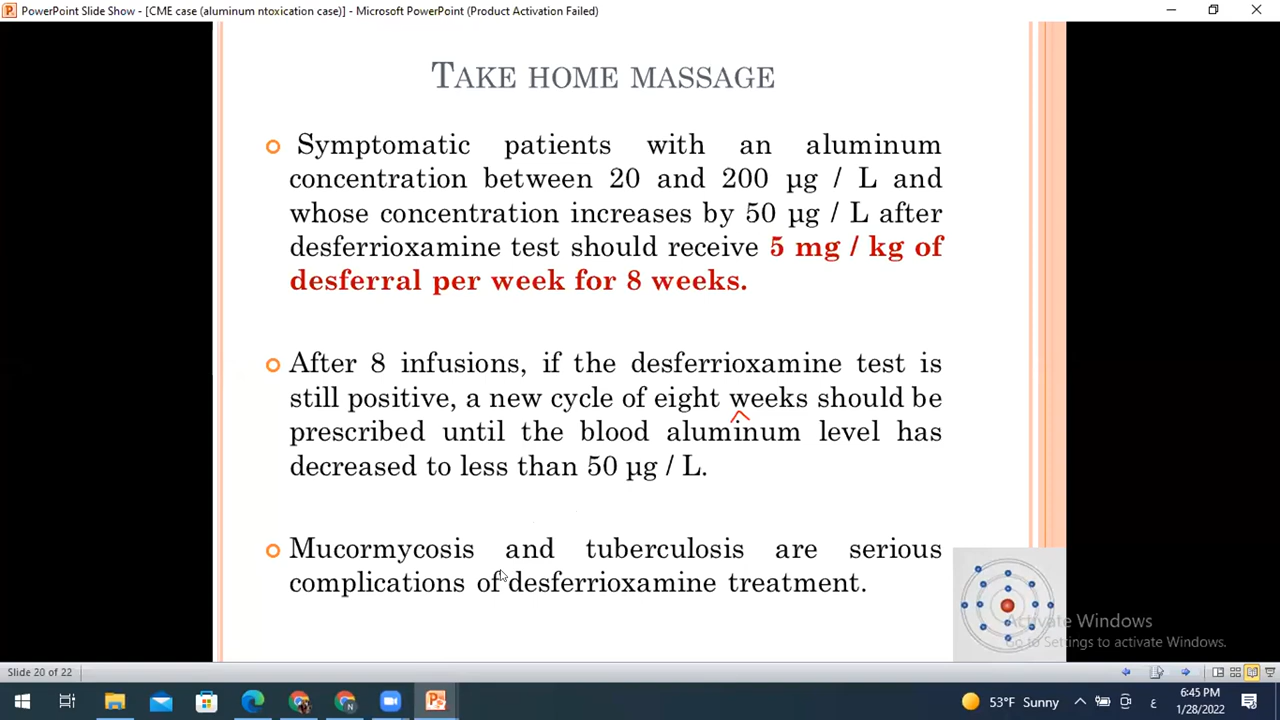 PowerPoint Slide Show - [CME case (aluminum ntoxication case)] - Microsoft PowerPoint (Product Activation Failed)
TAKE HOME MASSAGE
Symptomatic patients with an aluminum
concentration between 20 and 200 µg / L and
whose concentration increases by 50 µg / L after
desferrioxamine test should receive 5 mg / kg of
desferral per week for 8 weeks.
After 8 infusions, if the desferrioxamine test is
still positive, a new cycle of eight weeks should be
prescribed until the blood aluminum level has
decreased to less than 50 µg / L.
Mucormycosis and tuberculosis are serious
complications of desferrioxamine treatment.
Activate Windows
Go to Settings to activate Windows.
Slide 20 of 22
53°F Sunny
ع
6:45 PM
1/28/2022